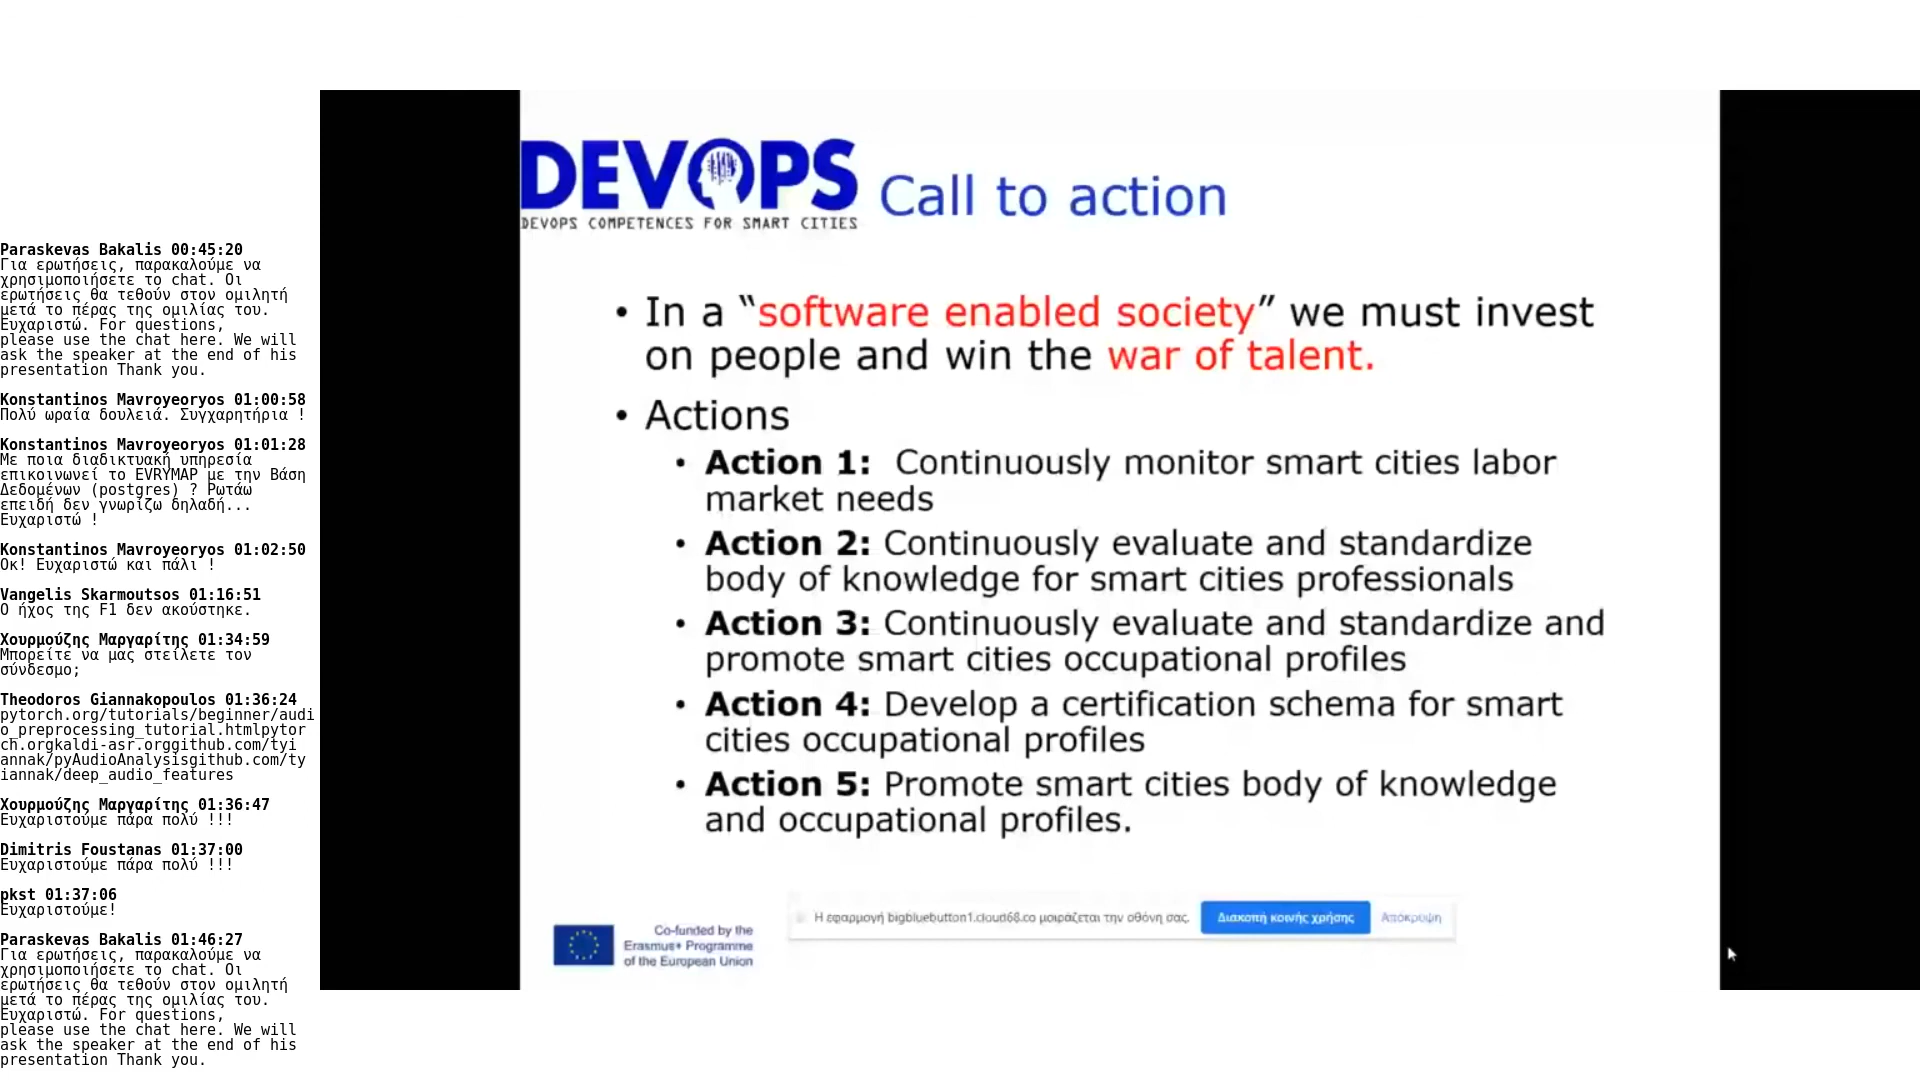 Paraskevas Bakalis 00:45:20
Για ερωτήσεις, παρακαλούμε να
χρησιμοποιήσετε το chat. Οι
ερωτήσεις θα τεθούν στον ομιλητή
μετά το πέρας της ομιλίας του.
Ευχαριστώ. For questions,
please use the chat here. We will
ask the speaker at the end of his
presentation Thank you.
Konstantinos Mavroyeoryos 01:00:58
Πολύ ωραία δουλειά. Συγχαρητήρια !
Konstantinos Mavroyeoryos 01:01:28
Με ποια διαδικτυακή υπηρεσία
επικοινωνεί το EVRYMAP με την Βάση
Δεδομένων (postgres) ? Ρωτάω
επειδή δεν γνωρίζω δηλαδή...
Ευχαριστώ !
Konstantinos Mavroyeoryos 01:02:50
Οκ! Ευχαριστώ και πάλι !
Vangelis Skarmoutsos 01:16:51
Ο ήχος της F1 δεν ακούστηκε.
Χουρμούζης Μαργαρίτης 01:34:59
Μπορείτε να μας στείλετε τον
σύνδεσμο;
Theodoros Giannakopoulos 01:36:24
pytorch.org/tutorials/beginner/audi
o_preprocessing_tutorial.htmlpytor
ch.orgkaldi-asr.orggithub.com/tyi
annak/pyAudioAnalysisgithub.com/ty
iannak/deep_audio_features
Χουρμούζης Μαργαρίτης 01:36:47
Ευχαριστούμε πάρα πολύ !!!
Dimitris Foustanas 01:37:00
Ευχαριστούμε πάρα πολύ !!!
pkst 01:37:06
Ευχαριστούμε!
Paraskevas Bakalis 01:46:27
Για ερωτήσεις, παρακαλούμε να
χρησιμοποιήσετε το chat. Οι
ερωτήσεις θα τεθούν στον ομιλητή
μετά το πέρας της ομιλίας του.
Ευχαριστώ. For questions,
please use the chat here. We will
ask the speaker at the end of his
presentation Thank you.
DEVOPS
DEVOPS COMPETENCES FOR SMART CITIES
Call to action
• In a “software enabled society” we must invest
on people and win the war of talent.
• Actions
• Action 1: Continuously monitor smart cities labor
market needs
• Action 2: Continuously evaluate and standardize
body of knowledge for smart cities professionals
• Action 3: Continuously evaluate and standardize and
promote smart cities occupational profiles
• Action 4: Develop a certification schema for smart
cities occupational profiles
• Action 5: Promote smart cities body of knowledge
and occupational profiles.
Co-funded by the
Erasmus+ Programme
of the European Union
Η εφαρμογή bigbluebutton1.cloud68.co μοιράζεται την οθόνη σας.
Διακοπή κοινής χρήσης
Απόκρυψη